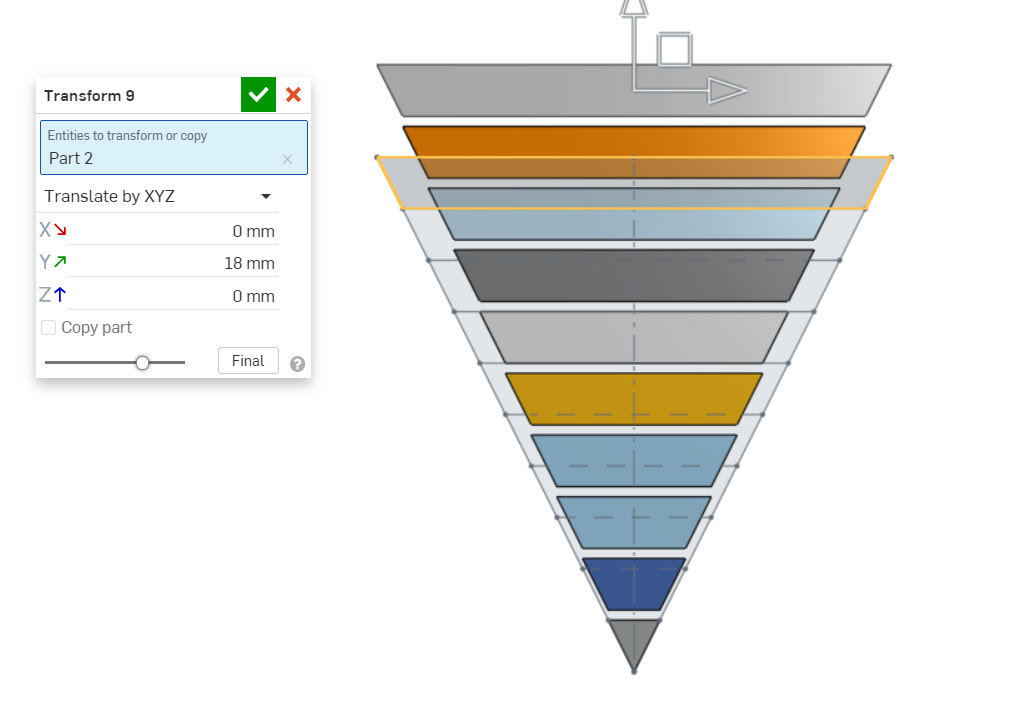 Transform 9
Entities to transform or copy
Part 2
Translate by XYZ
X 0 mm
Y 18 mm
Z 0 mm
Copy part
Final
?